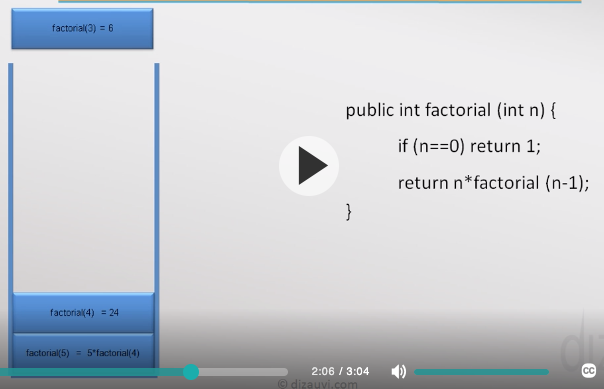 factorial(3) = 6
public int factorial (int n) {
if (n==0) return 1;
return n*factorial (n-1);
}
factorial(4) = 24
factorial(5) = 5*factorial(4)
2:06 / 3:04
CC
© dizauvi.com